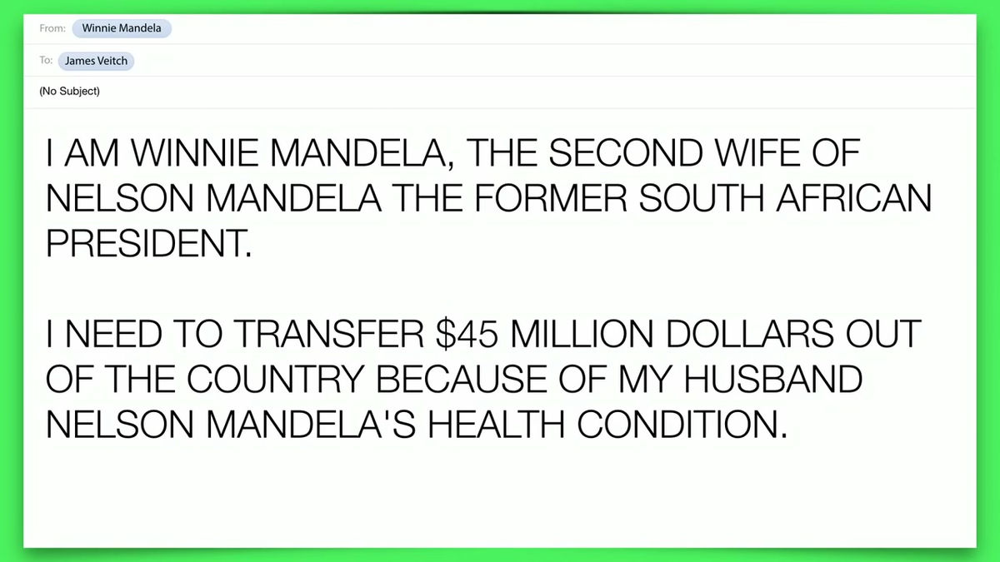 From: Winnie Mandela
To: James Veitch
(No Subject)
I AM WINNIE MANDELA, THE SECOND WIFE OF
NELSON MANDELA THE FORMER SOUTH AFRICAN
PRESIDENT.
I NEED TO TRANSFER $45 MILLION DOLLARS OUT
OF THE COUNTRY BECAUSE OF MY HUSBAND
NELSON MANDELA'S HEALTH CONDITION.